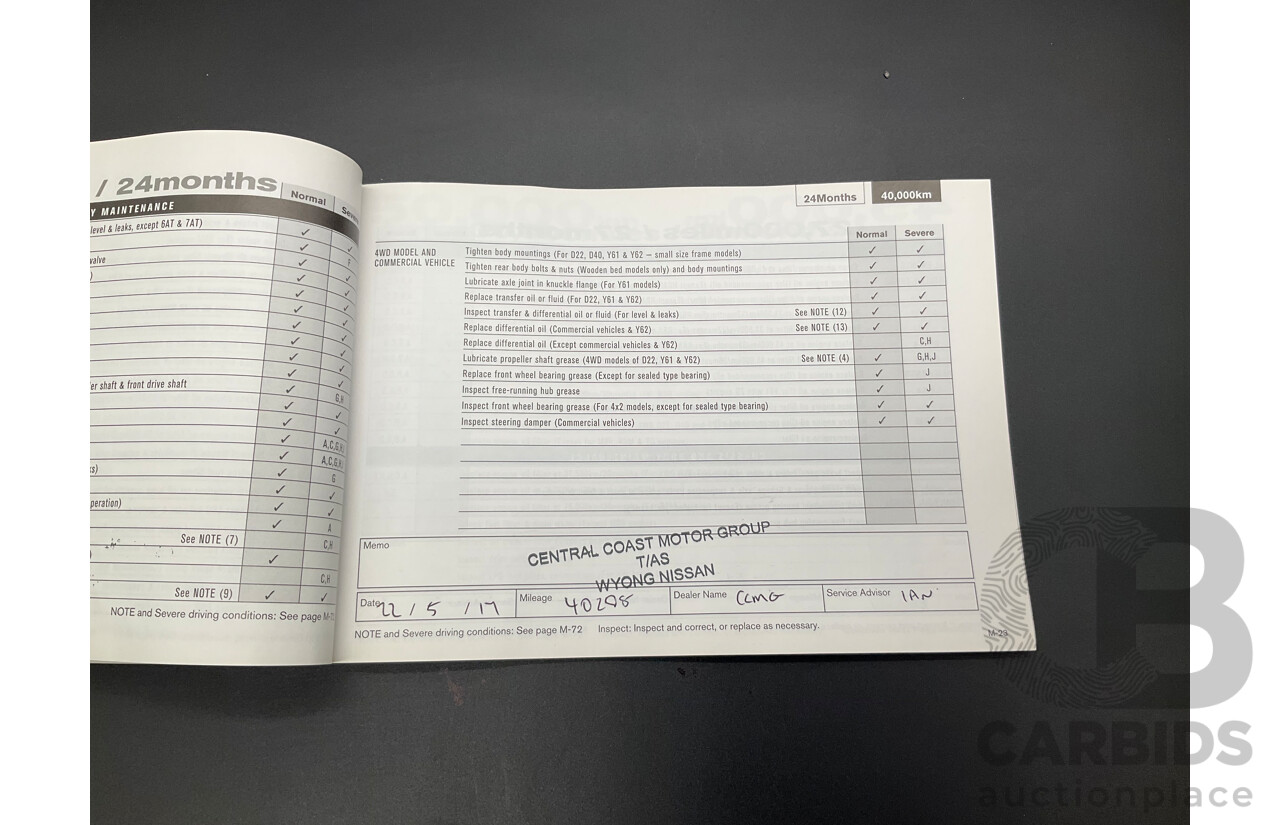 / 24months
Normal
Y MAINTENANCE
level & leaks, except 6AT & 7AT)
valve
er shaft & front drive shaft
G,H
A,C,G,H
A,C,G,H
G
peration)
A
See NOTE (7)
C,H
C,H
See NOTE (9)
NOTE and Severe driving conditions: See page M-
24Months 40,000km
Normal Severe
4WD MODEL AND
COMMERCIAL VEHICLE
Tighten body mountings (For D22, D40, Y61 & Y62 – small size frame models) ✓ ✓
Tighten rear body bolts & nuts (Wooden bed models only) and body mountings ✓ ✓
Lubricate axle joint in knuckle flange (For Y61 models) ✓ ✓
Replace transfer oil or fluid (For D22, Y61 & Y62) ✓ ✓
Inspect transfer & differential oil or fluid (For level & leaks) See NOTE (12) ✓ ✓
Replace differential oil (Commercial vehicles & Y62) See NOTE (13) ✓ ✓
Replace differential oil (Except commercial vehicles & Y62) C,H
Lubricate propeller shaft grease (4WD models of D22, Y61 & Y62) See NOTE (4) ✓ G,H,J
Replace front wheel bearing grease (Except for sealed type bearing) ✓ J
Inspect free-running hub grease ✓ J
Inspect front wheel bearing grease (For 4x2 models, except for sealed type bearing) ✓ ✓
Inspect steering damper (Commercial vehicles) ✓ ✓
Memo
CENTRAL COAST MOTOR GROUP
T/AS
WYONG NISSAN
Date 22 / 5 / 17 Mileage 40298 Dealer Name CCMG Service Advisor IAN
NOTE and Severe driving conditions: See page M-72 Inspect: Inspect and correct, or replace as necessary.
M-23
CB
CARBIDS
auctionplace